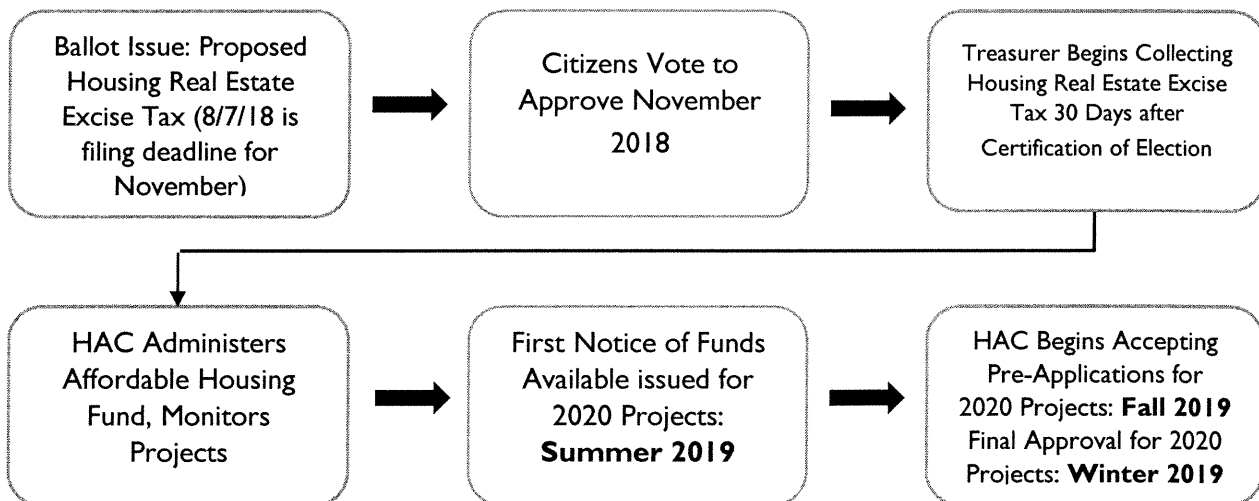 Ballot Issue: Proposed
Housing Real Estate
Excise Tax (8/7/18 is
filing deadline for
November)
Citizens Vote to
Approve November
2018
Treasurer Begins Collecting
Housing Real Estate Excise
Tax 30 Days after
Certification of Election
HAC Administers
Affordable Housing
Fund, Monitors
Projects
First Notice of Funds
Available issued for
2020 Projects:
Summer 2019
HAC Begins Accepting
Pre-Applications for
2020 Projects: Fall 2019
Final Approval for 2020
Projects: Winter 2019